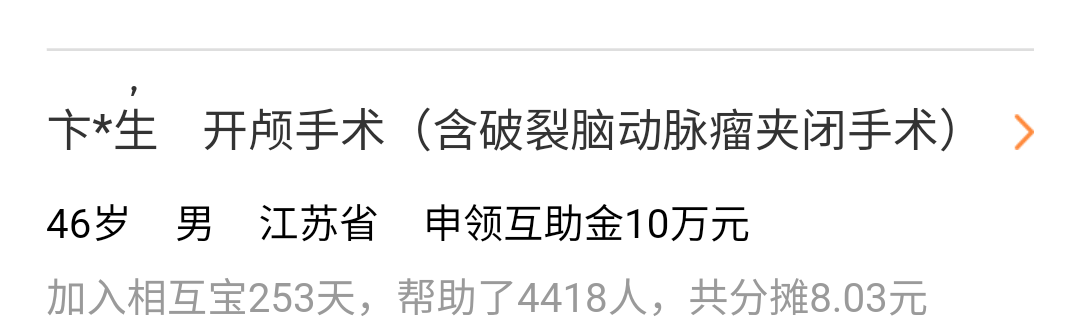 卞*生 开颅手术（含破裂脑动脉瘤夹闭手术）
46岁 男 江苏省 申领互助金10万元
加入相互宝253天，帮助了4418人，共分摊8.03元